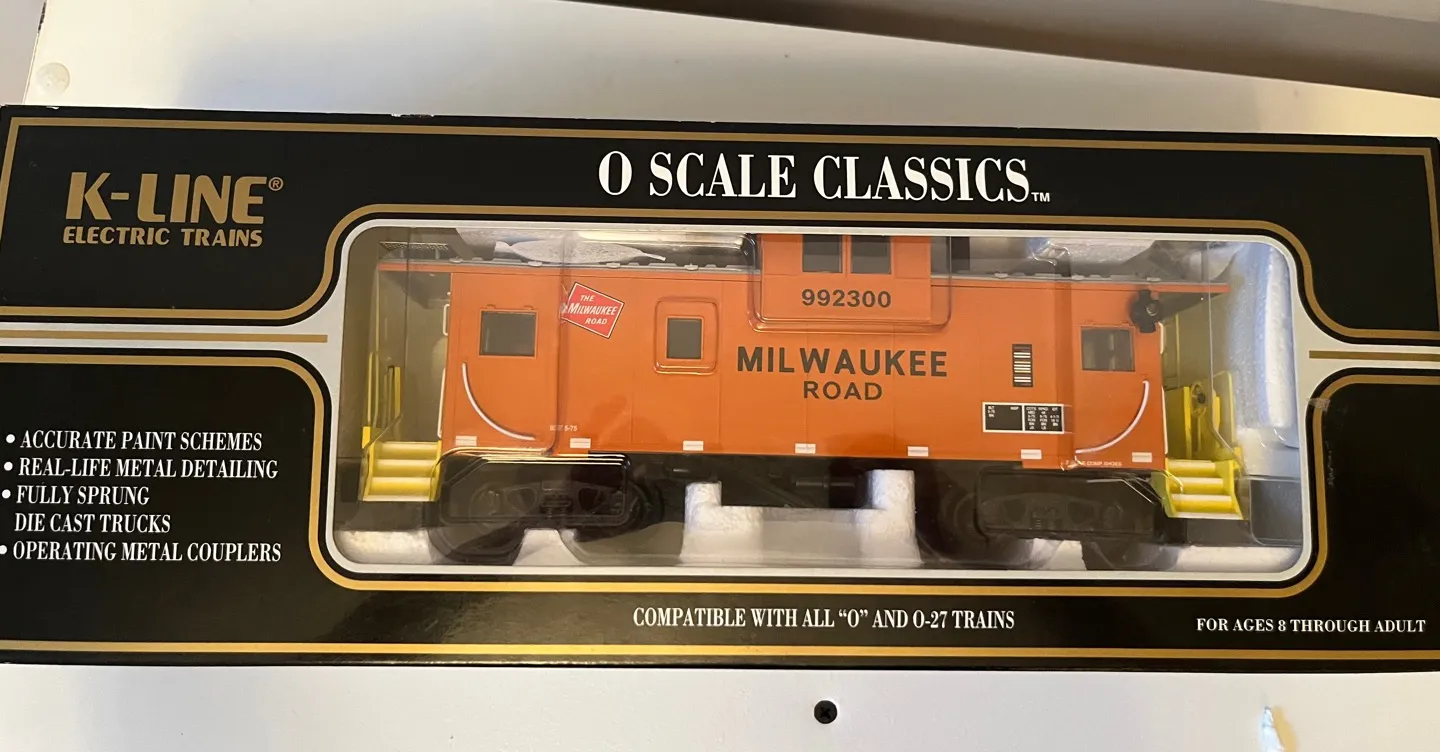 K-LINE®
ELECTRIC TRAINS
O SCALE CLASSICS™
THE
MILWAUKEE
ROAD
992300
MILWAUKEE
ROAD
• ACCURATE PAINT SCHEMES
• REAL-LIFE METAL DETAILING
• FULLY SPRUNG
DIE CAST TRUCKS
• OPERATING METAL COUPLERS
COMPATIBLE WITH ALL “O” AND O-27 TRAINS
FOR AGES 8 THROUGH ADULT